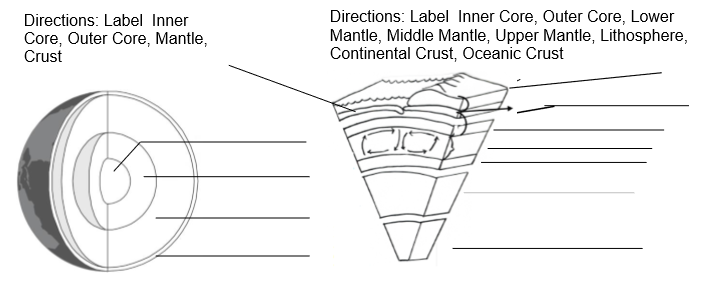 Directions: Label Inner
Core, Outer Core, Mantle,
Crust
Directions: Label Inner Core, Outer Core, Lower
Mantle, Middle Mantle, Upper Mantle, Lithosphere,
Continental Crust, Oceanic Crust